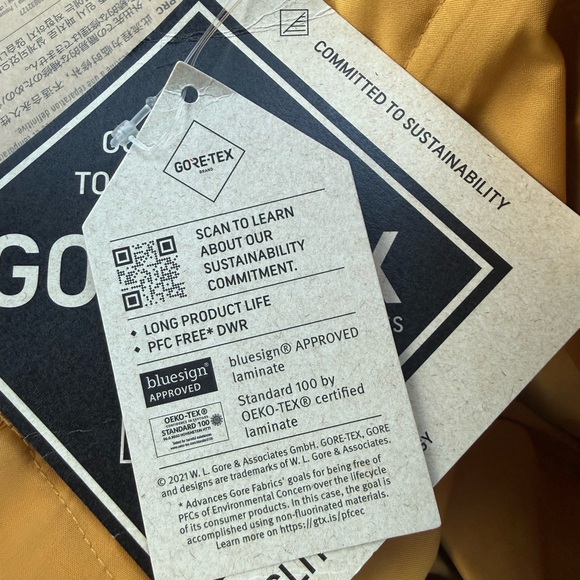 COMMITTED TO SUSTAINABILITY
GORE-TEX
BRAND
SCAN TO LEARN
ABOUT OUR
SUSTAINABILITY
COMMITMENT.
LONG PRODUCT LIFE
PFC FREE* DWR
bluesign®
APPROVED
bluesign® APPROVED
laminate
OEKO-TEX®
CONFIDENCE IN TEXTILES
STANDARD 100
Standard 100 by
OEKO-TEX® certified
laminate
© 2021 W. L. Gore & Associates GmbH. GORE-TEX, GORE
and designs are trademarks of W. L. Gore & Associates.
* Advances Gore Fabrics' goals for being free of
PFCs of Environmental Concern over the lifecycle
of its consumer products. In this case, the goal is
accomplished using non-fluorinated materials.
Learn more on https://gtx.is/pfcec